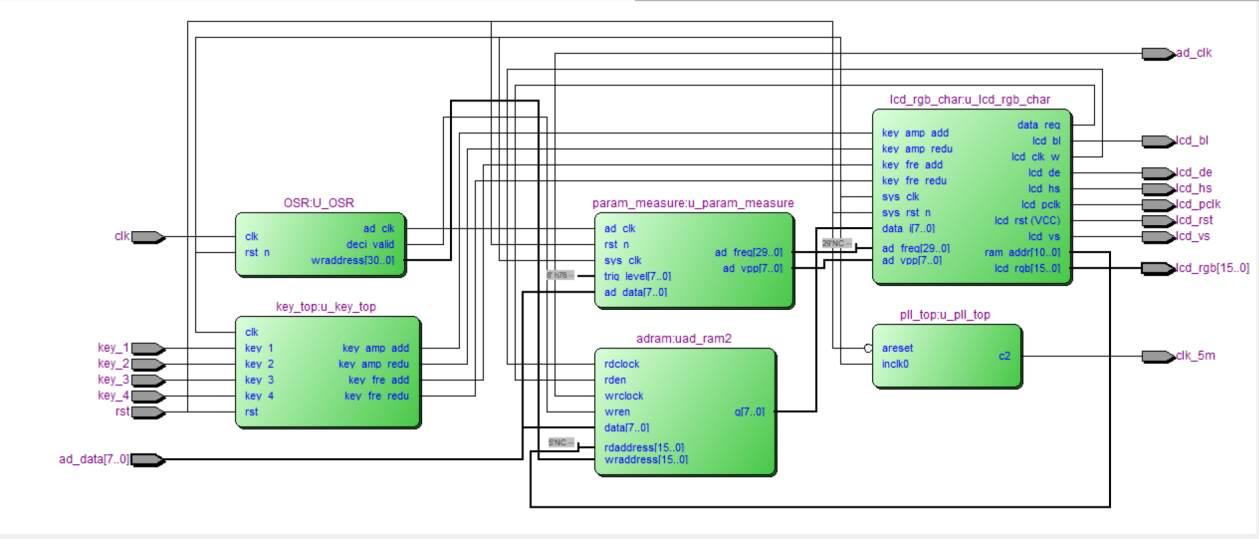 ad_clk
lcd_rgb_char:u_lcd_rgb_char
key amp add
key amp redu
key fre add
key fre redu
sys clk
sys rst n
data i[7..0]
ad freq[29..0]
ad vpp[7..0]
data req
lcd bl
lcd clk w
lcd de
lcd hs
lcd pclk
lcd rst (VCC)
lcd vs
ram addr[10..0]
lcd rgb[15..0]
lcd_bl
lcd_de
lcd_hs
lcd_pclk
lcd_rst
lcd_vs
lcd_rgb[15..0]
OSR:U_OSR
clk
clk
rst n
ad clk
deci valid
wraddress[30..0]
param_measure:u_param_measure
ad clk
rst n
sys clk
trig level[7..0]
ad data[7..0]
ad freq[29..0]
ad vpp[7..0]
29'NC --
key_top:u_key_top
key_1
key_2
key_3
key_4
rst
clk
key 1
key 2
key 3
key 4
rst
key amp add
key amp redu
key fre add
key fre redu
adram:uad_ram2
rdclock
rden
wrclock
wren
data[7..0]
rdaddress[15..0]
wraddress[15..0]
q[7..0]
5'NC --
pll_top:u_pll_top
areset
inclk0
c2
clk_5m
ad_data[7..0]